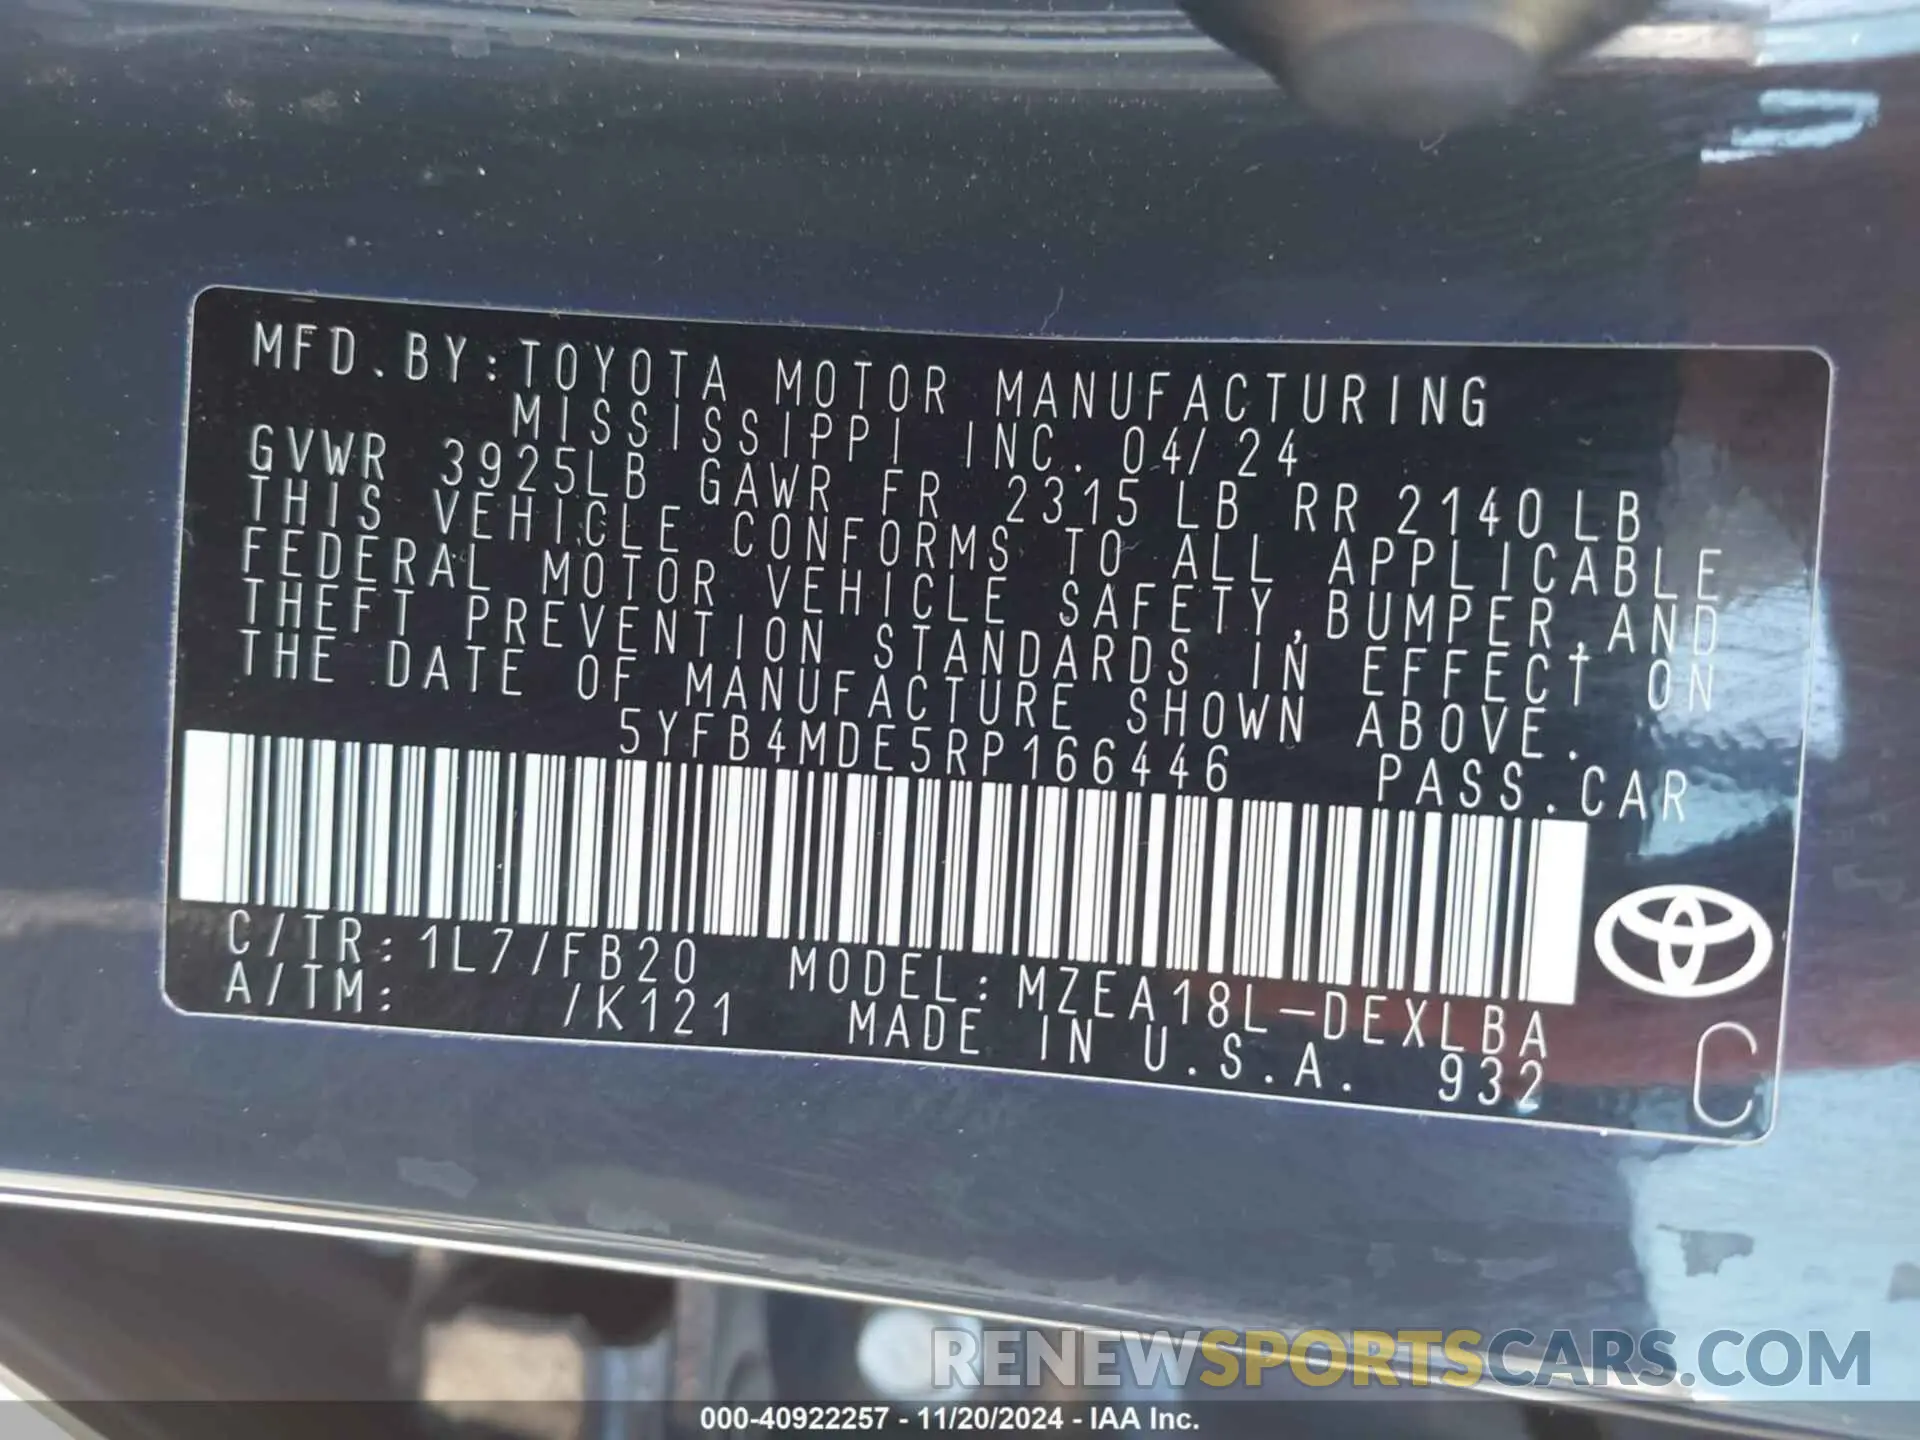 MFD.BY:TOYOTA MOTOR MANUFACTURING
MISSISSIPPI INC. 04/24
GVWR 3925LB GAWR FR 2315LB RR 2140LB
THIS VEHICLE CONFORMS TO ALL APPLICABLE
FEDERAL MOTOR VEHICLE SAFETY,BUMPER,AND
THEFT PREVENTION STANDARDS IN EFFECT ON
THE DATE OF MANUFACTURE SHOWN ABOVE.
5YFB4MDE5RP166446 PASS.CAR
C/TR:1L7/FB20 MODEL:MZEA18L-DEXLBA
A/TM: /K121 MADE IN U.S.A. 932
C
RENEWSPORTSCARS.COM
000-40922257 - 11/20/2024 - IAA Inc.